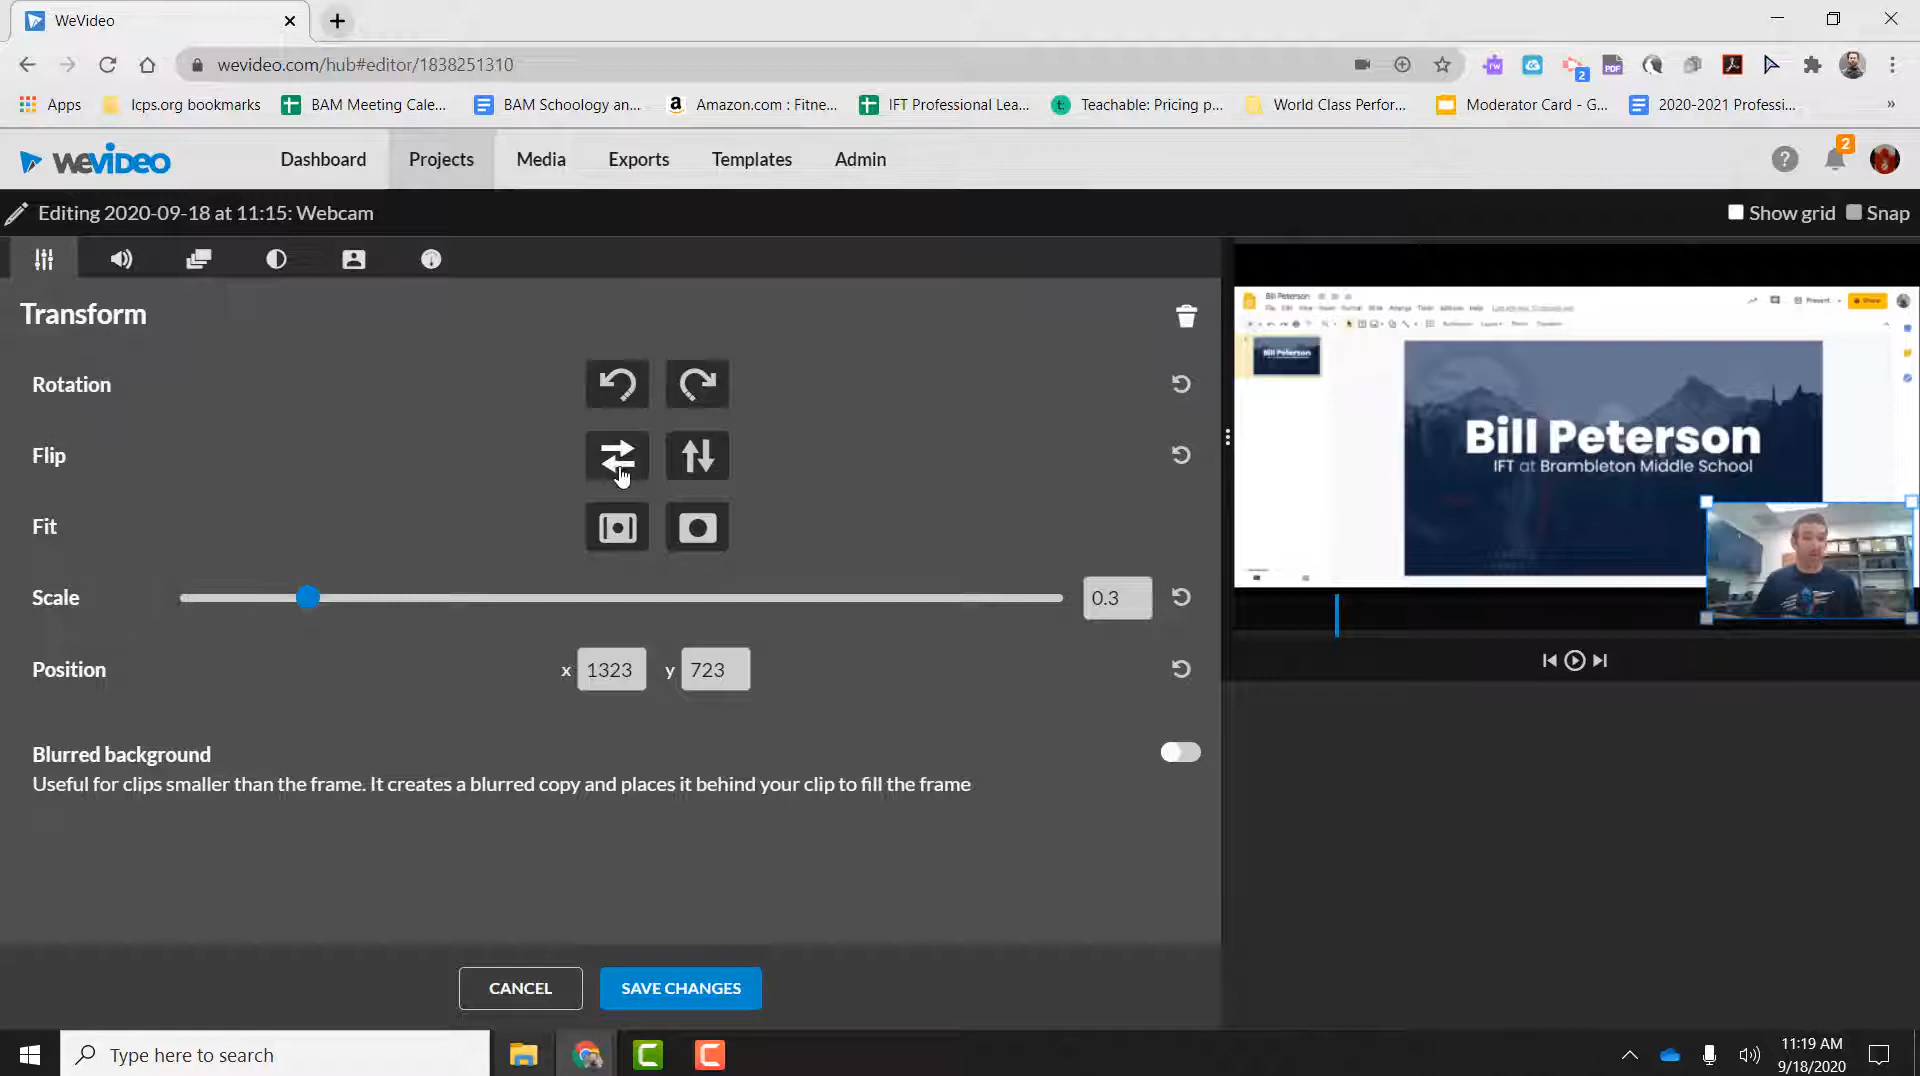 WeVideo
wevideo.com/hub#editor/1838251310
Apps
lcps.org bookmarks
BAM Meeting Cale...
BAM Schoology an...
Amazon.com : Fitne...
IFT Professional Lea...
Teachable: Pricing p...
World Class Perfor...
Moderator Card - G...
2020-2021 Professi...
»
WEVIDEO
Dashboard
Projects
Media
Exports
Templates
Admin
?
2
Editing 2020-09-18 at 11:15: Webcam
Show grid
Snap
Transform
Rotation
Flip
Fit
Scale
0.3
Position
x 1323
y 723
Blurred background
Useful for clips smaller than the frame. It creates a blurred copy and places it behind your clip to fill the frame
CANCEL
SAVE CHANGES
Bill Peterson
Bill Peterson
Bill Peterson
IFT at Brambleton Middle School
Type here to search
11:19 AM
9/18/2020